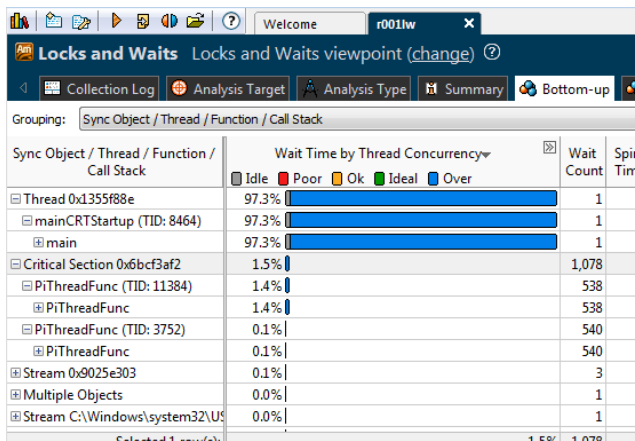 Welcome r001lw
Locks and Waits Locks and Waits viewpoint (change)
Collection Log Analysis Target Analysis Type Summary Bottom-up
Grouping: Sync Object / Thread / Function / Call Stack
Sync Object / Thread / Function / Call Stack Wait Time by Thread Concurrency Wait Count
Idle Poor Ok Ideal Over
Thread 0x1355f88e 97.3% 1
mainCRTStartup (TID: 8464) 97.3% 1
main 97.3% 1
Critical Section 0x6bcf3af2 1.5% 1,078
PiThreadFunc (TID: 11384) 1.4% 538
PiThreadFunc 1.4% 538
PiThreadFunc (TID: 3752) 0.1% 540
PiThreadFunc 0.1% 540
Stream 0x9025e303 0.1% 3
Multiple Objects 0.0% 1
Stream C:\Windows\system32\US 0.0% 1
Selected 1 row(s): 1.5% 1,078